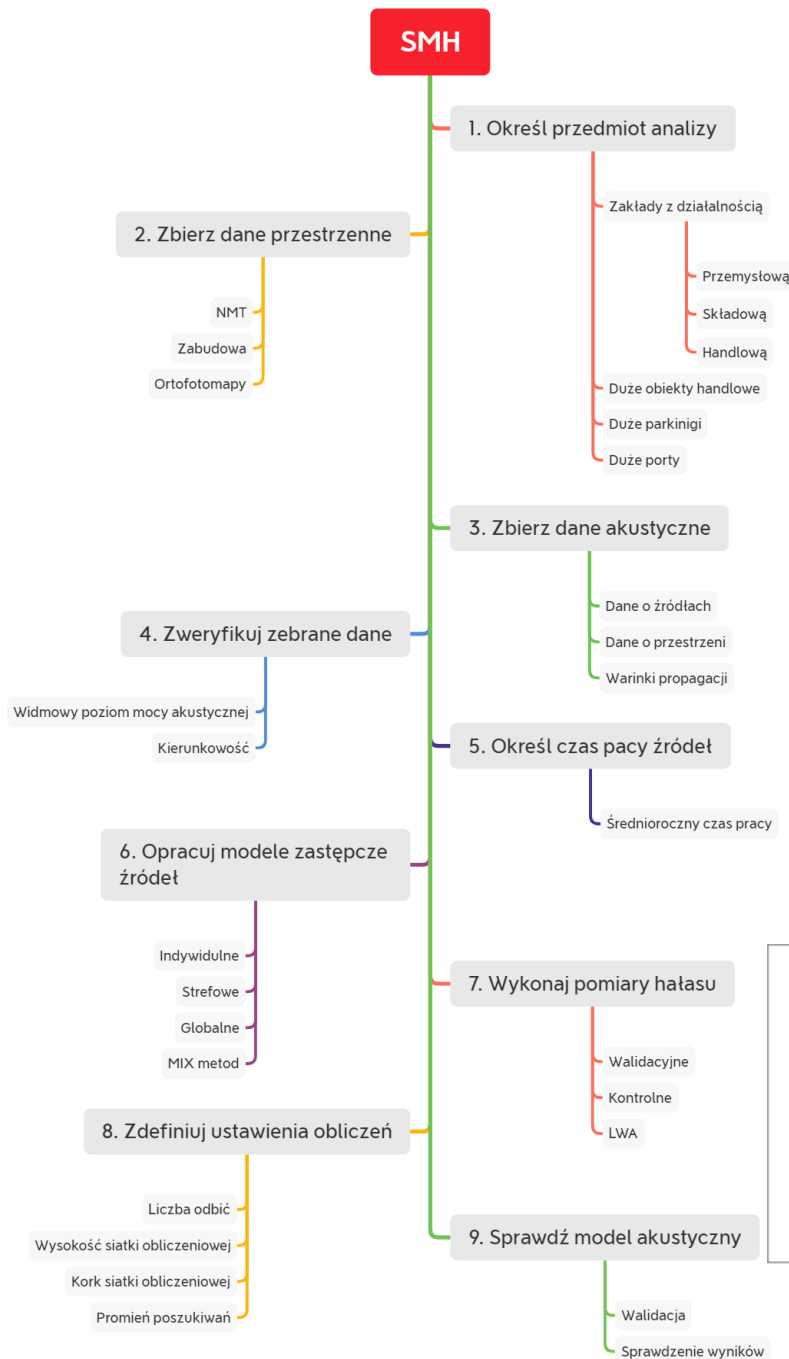 SMH
1. Określ przedmiot analizy
Zakłady z działalnością
Przemysłową
Składową
Handlową
Duże obiekty handlowe
Duże parkinigi
Duże porty
2. Zbierz dane przestrzenne
NMT
Zabudowa
Ortofotomapy
3. Zbierz dane akustyczne
Dane o źródłach
Dane o przestrzeni
Warinki propagacji
4. Zweryfikuj zebrane dane
Widmowy poziom mocy akustycznej
Kierunkowość
5. Określ czas pacy źródeł
Średnioroczny czas pracy
6. Opracuj modele zastępcze
źródeł
Indywidulne
Strefowe
Globalne
MIX metod
7. Wykonaj pomiary hałasu
Walidacyjne
Kontrolne
LWA
8. Zdefiniuj ustawienia obliczeń
Liczba odbić
Wysokość siatki obliczeniowej
Kork siatki obliczeniowej
Promień poszukiwań
9. Sprawdź model akustyczny
Walidacja
Sprawdzenie wyników